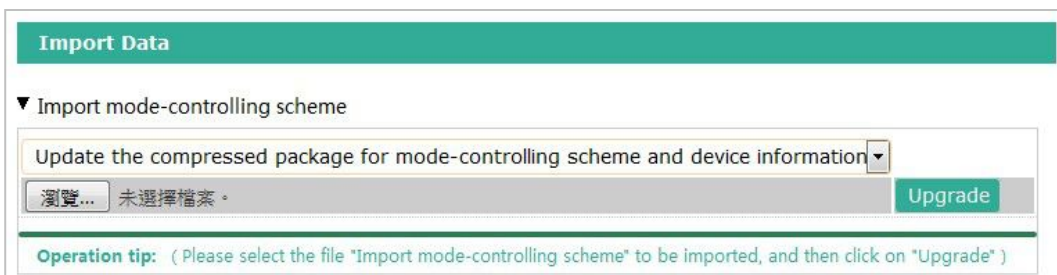 Import Data
Import mode-controlling scheme
Update the compressed package for mode-controlling scheme and device information
瀏覽... 未選擇檔案。 Upgrade
Operation tip: ( Please select the file "Import mode-controlling scheme" to be imported, and then click on "Upgrade" )